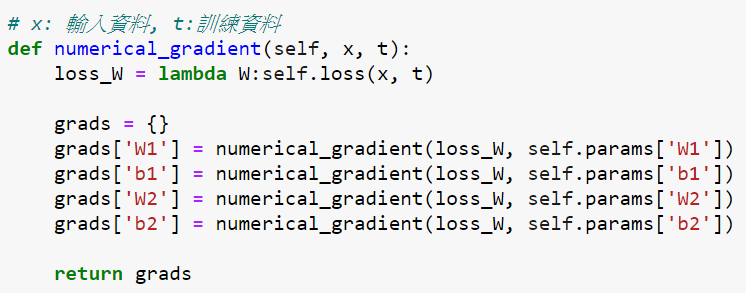 # x: 輸入資料, t:訓練資料
def numerical_gradient(self, x, t):
    loss_W = lambda W:self.loss(x, t)

    grads = {}
    grads['W1'] = numerical_gradient(loss_W, self.params['W1'])
    grads['b1'] = numerical_gradient(loss_W, self.params['b1'])
    grads['W2'] = numerical_gradient(loss_W, self.params['W2'])
    grads['b2'] = numerical_gradient(loss_W, self.params['b2'])

    return grads